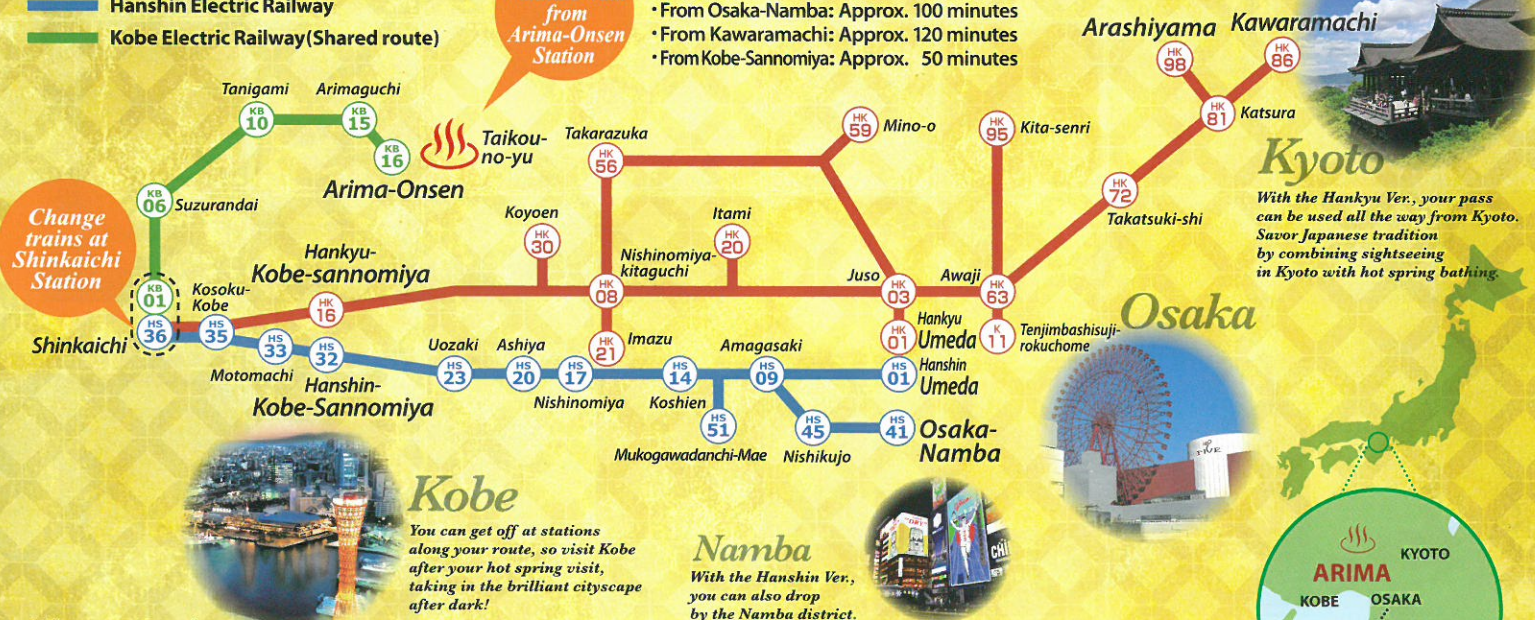 Hanshin Electric Railway
Kobe Electric Railway(Shared route)
from
Arima-Onsen
Station
・From Osaka-Namba: Approx. 100 minutes
・From Kawaramachi: Approx. 120 minutes
・From Kobe-Sannomiya: Approx. 50 minutes
Arashiyama
HK
98
Kawaramachi
HK
86
HK
81
Katsura
HK
72
Takatsuki-shi
Tanigami
KB
10
Arimaguchi
KB
15
KB
16
Arima-Onsen
Taikou-
no-yu
KB
06
Suzurandai
Change
trains at
Shinkaichi
Station
KB
01
HS
36
Shinkaichi
Kosoku-
Kobe
HS
35
HS
33
Motomachi
Hankyu-
Kobe-sannomiya
HK
16
HS
32
Hanshin-
Kobe-Sannomiya
Takarazuka
HK
56
HK
59
Mino-o
HK
95
Kita-senri
Koyoen
HK
30
Nishinomiya-
kitaguchi
HK
08
Itami
HK
20
Juso
HK
03
Awaji
HK
63
HK
21
Imazu
HK
01
Hankyu
Umeda
K
11
Tenjimbashisuji-
rokuchome
Uozaki
HS
23
Ashiya
HS
20
HS
17
Nishinomiya
HS
14
Koshien
Amagasaki
HS
09
HS
01
Hanshin
Umeda
HS
51
Mukogawadanchi-Mae
HS
45
Nishikujo
HS
41
Osaka-
Namba
Kyoto
With the Hankyu Ver., your pass
can be used all the way from Kyoto.
Savor Japanese tradition
by combining sightseeing
in Kyoto with hot spring bathing.
Osaka
Kobe
You can get off at stations
along your route, so visit Kobe
after your hot spring visit,
taking in the brilliant cityscape
after dark!
Namba
With the Hanshin Ver.,
you can also drop
by the Namba district.
ARIMA
KYOTO
KOBE
OSAKA